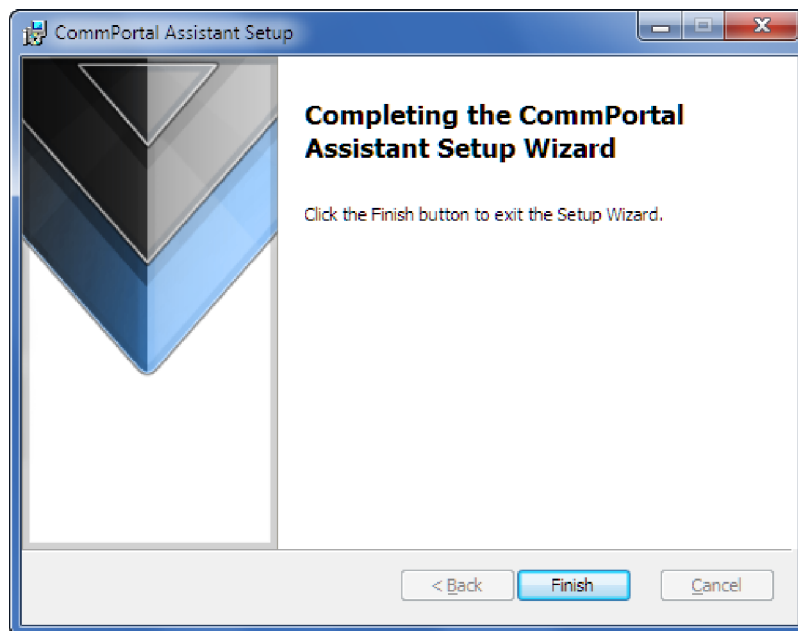 CommPortal Assistant Setup
Completing the CommPortal
Assistant Setup Wizard
Click the Finish button to exit the Setup Wizard.
< Back
Finish
Cancel